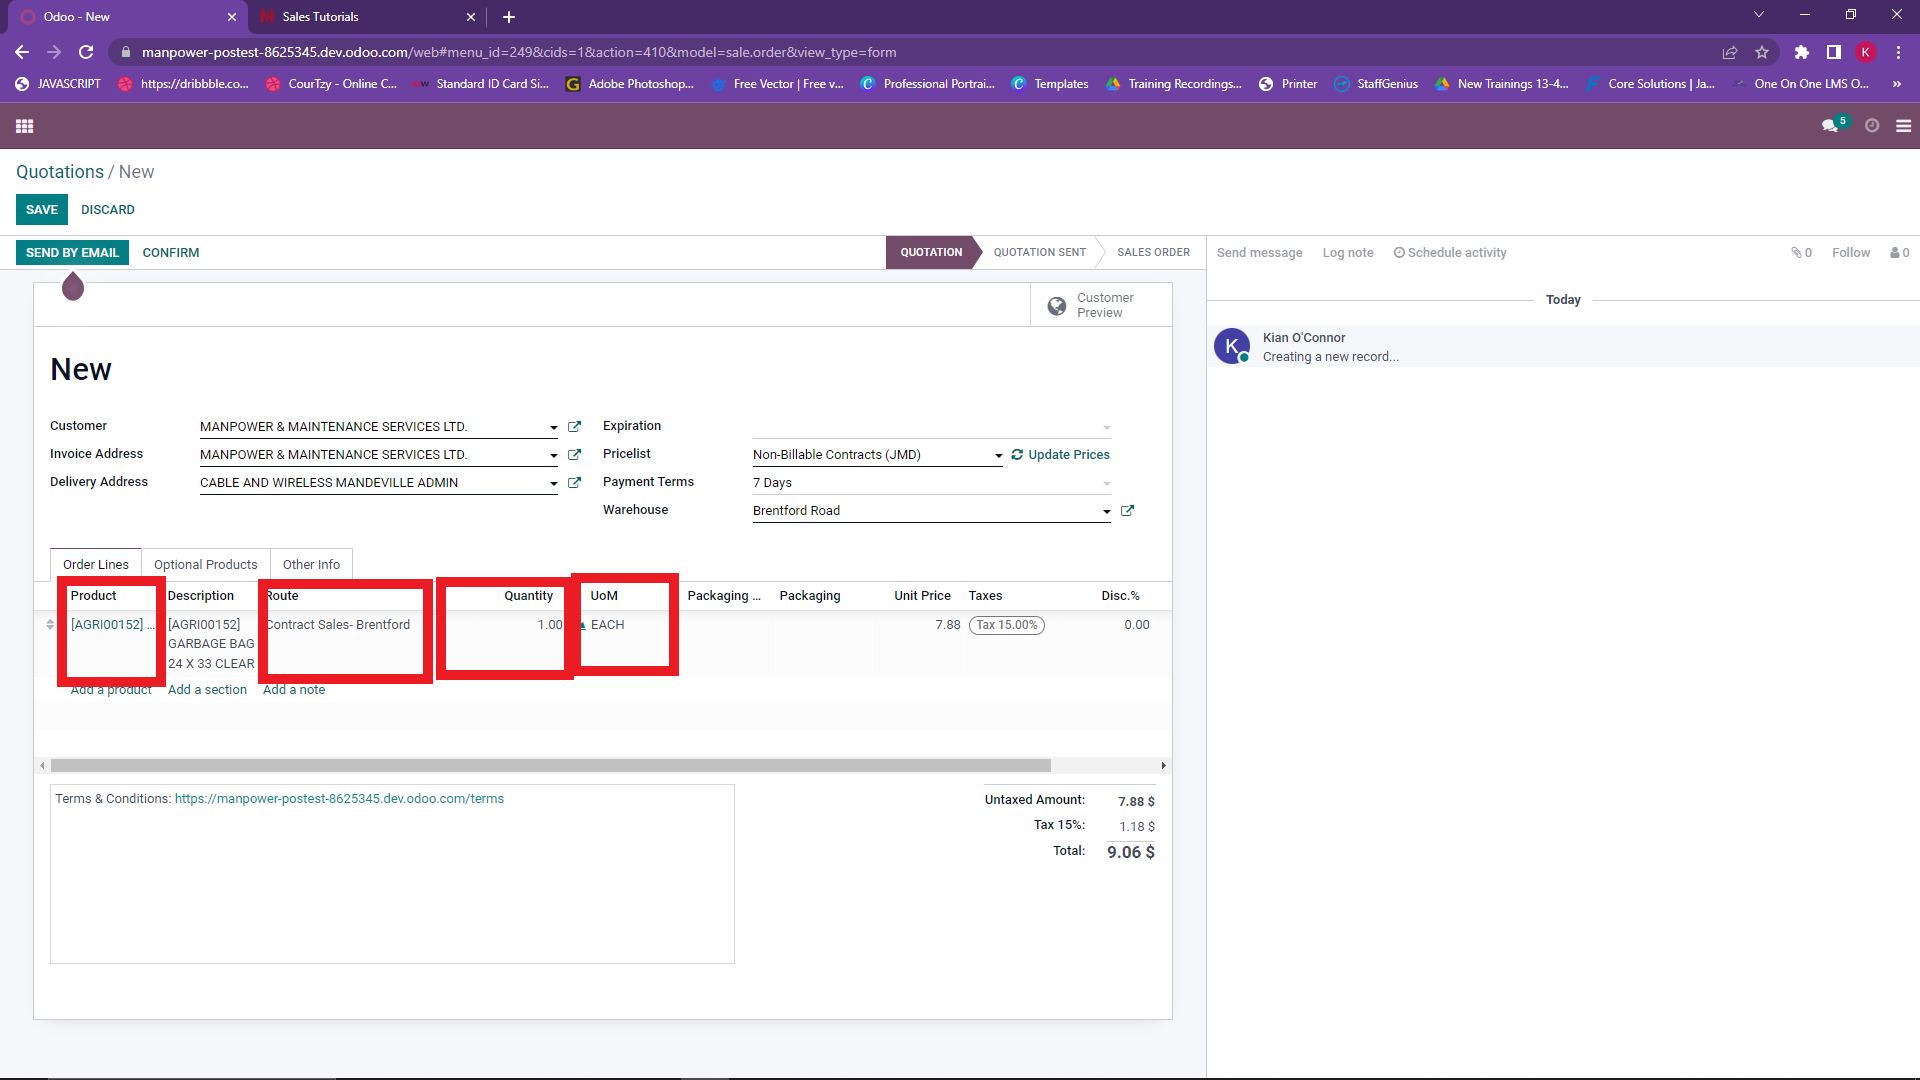 Odoo - New
Sales Tutorials
manpower-postest-8625345.dev.odoo.com/web#menu_id=249&cids=1&action=410&model=sale.order&view_type=form
K
JAVASCRIPT https://dribbble.co... CourTzy - Online C... Standard ID Card Si... Adobe Photoshop... Free Vector | Free v... Professional Portrai... Templates Training Recordings... Printer StaffGenius New Trainings 13-4... Core Solutions | Ja... One On One LMS O... »
5
Quotations / New
SAVE DISCARD
SEND BY EMAIL CONFIRM QUOTATION QUOTATION SENT SALES ORDER
Send message Log note Schedule activity 0 Follow 0
Customer
Preview
Today
K
Kian O'Connor
Creating a new record...
New
Customer MANPOWER & MAINTENANCE SERVICES LTD. Expiration
Invoice Address MANPOWER & MAINTENANCE SERVICES LTD. Pricelist Non-Billable Contracts (JMD) Update Prices
Delivery Address CABLE AND WIRELESS MANDEVILLE ADMIN Payment Terms 7 Days
Warehouse Brentford Road
Order Lines Optional Products Other Info
Product Description Route Quantity UoM Packaging ... Packaging Unit Price Taxes Disc.%
[AGRI00152] ... [AGRI00152] Contract Sales- Brentford 1.00 EACH 7.88 Tax 15.00% 0.00
GARBAGE BAG
24 X 33 CLEAR
Add a product Add a section Add a note
Terms & Conditions: https://manpower-postest-8625345.dev.odoo.com/terms
Untaxed Amount: 7.88 $
Tax 15%: 1.18 $
Total: 9.06 $